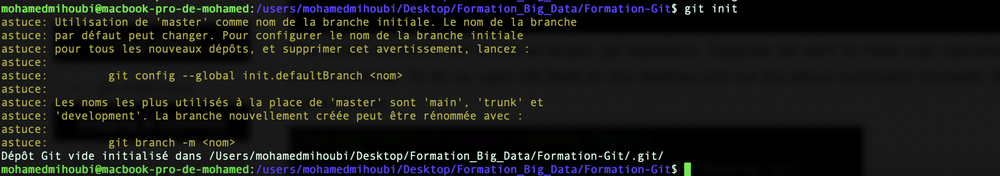 mohamedmihoubi@macbook-pro-de-mohamed:/users/mohamedmihoubi/Desktop/Formation_Big_Data/Formation-Git$ git init
astuce: Utilisation de 'master' comme nom de la branche initiale. Le nom de la branche
astuce: par défaut peut changer. Pour configurer le nom de la branche initiale
astuce: pour tous les nouveaux dépôts, et supprimer cet avertissement, lancez :
astuce:
astuce:         git config --global init.defaultBranch <nom>
astuce:
astuce: Les noms les plus utilisés à la place de 'master' sont 'main', 'trunk' et
astuce: 'development'. La branche nouvellement créée peut être rénommée avec :
astuce:
astuce:         git branch -m <nom>
Dépôt Git vide initialisé dans /Users/mohamedmihoubi/Desktop/Formation_Big_Data/Formation-Git/.git/
mohamedmihoubi@macbook-pro-de-mohamed:/users/mohamedmihoubi/Desktop/Formation_Big_Data/Formation-Git$